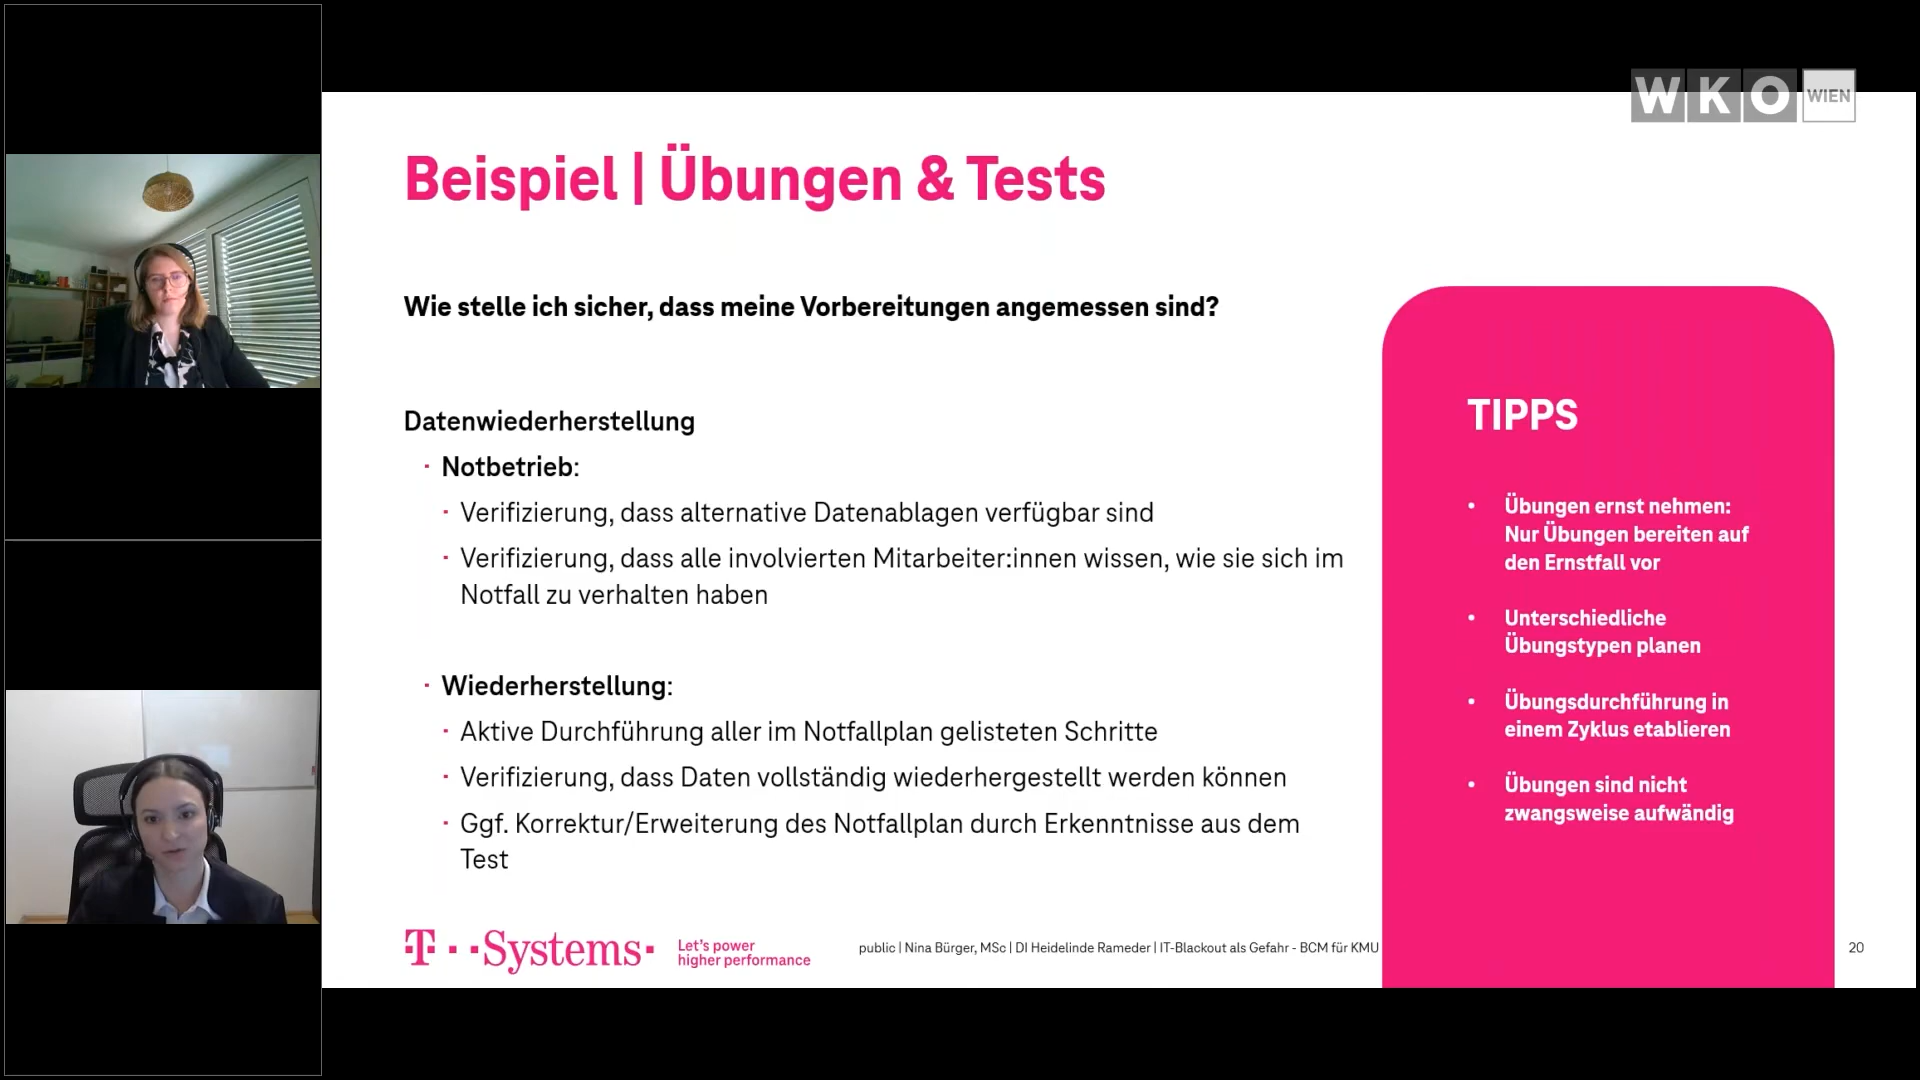 WKO WIEN
Beispiel | Übungen & Tests
Wie stelle ich sicher, dass meine Vorbereitungen angemessen sind?
Datenwiederherstellung
· Notbetrieb:
· Verifizierung, dass alternative Datenablagen verfügbar sind
· Verifizierung, dass alle involvierten Mitarbeiter:innen wissen, wie sie sich im
Notfall zu verhalten haben
· Wiederherstellung:
· Aktive Durchführung aller im Notfallplan gelisteten Schritte
· Verifizierung, dass Daten vollständig wiederhergestellt werden können
· Ggf. Korrektur/Erweiterung des Notfallplan durch Erkenntnisse aus dem
Test
TIPPS
• Übungen ernst nehmen:
Nur Übungen bereiten auf
den Ernstfall vor
• Unterschiedliche
Übungstypen planen
• Übungsdurchführung in
einem Zyklus etablieren
• Übungen sind nicht
zwangsweise aufwändig
T · · Systems ·
Let's power
higher performance
public | Nina Bürger, MSc | DI Heidelinde Rameder | IT-Blackout als Gefahr - BCM für KMU
20